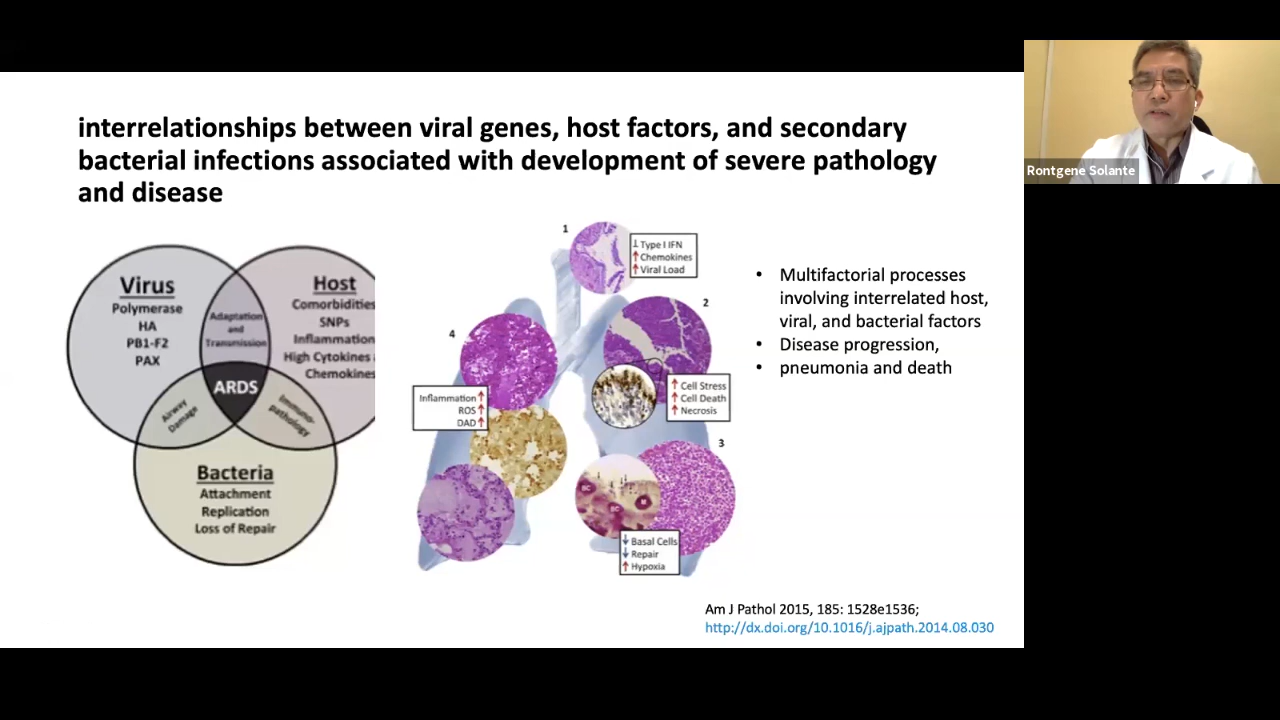 interrelationships between viral genes, host factors, and secondary
bacterial infections associated with development of severe pathology
and disease
Virus
Polymerase
HA
PB1-F2
PAX
Adaptation
and
Transmission
Host
Comorbidities
SNPs
Inflammation
High Cytokines
Chemokines
ARDS
Airway
Damage
Immuno-
pathology
Bacteria
Attachment
Replication
Loss of Repair
1
↓ Type I IFN
↑ Chemokines
↑ Viral Load
2
↑ Cell Stress
↑ Cell Death
↑ Necrosis
3
BC
BC
↓ Basal Cells
↓ Repair
↑ Hypoxia
4
Inflammation ↑
ROS ↑
DAD ↑
• Multifactorial processes
involving interrelated host,
viral, and bacterial factors
• Disease progression,
• pneumonia and death
Am J Pathol 2015, 185: 1528e1536;
http://dx.doi.org/10.1016/j.ajpath.2014.08.030
Rontgene Solante